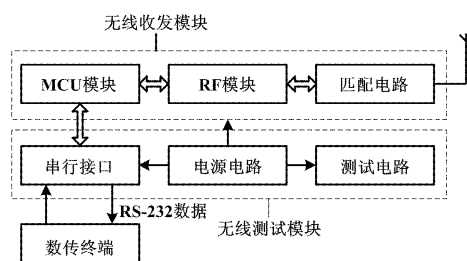 无线收发模块
MCU模块
RF模块
匹配电路
串行接口
电源电路
测试电路
RS-232数据
无线测试模块
数传终端